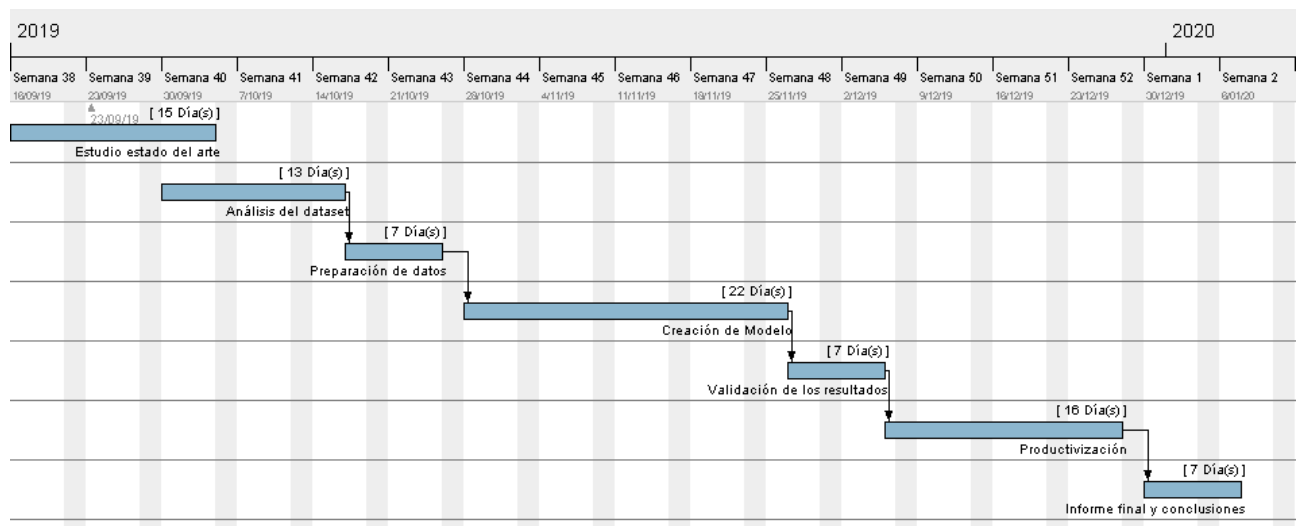 2019 2020
Semana 38 Semana 39 Semana 40 Semana 41 Semana 42 Semana 43 Semana 44 Semana 45 Semana 46 Semana 47 Semana 48 Semana 49 Semana 50 Semana 51 Semana 52 Semana 1 Semana 2
16/09/19 23/09/19 30/09/19 7/10/19 14/10/19 21/10/19 28/10/19 4/11/19 11/11/19 18/11/19 25/11/19 2/12/19 9/12/19 16/12/19 23/12/19 30/12/19 6/01/20
23/09/19
[ 15 Día(s) ]
Estudio estado del arte
[ 13 Día(s) ]
Análisis del dataset
[ 7 Día(s) ]
Preparación de datos
[ 22 Día(s) ]
Creación de Modelo
[ 7 Día(s) ]
Validación de los resultados
[ 16 Día(s) ]
Productivización
[ 7 Día(s) ]
Informe final y conclusiones